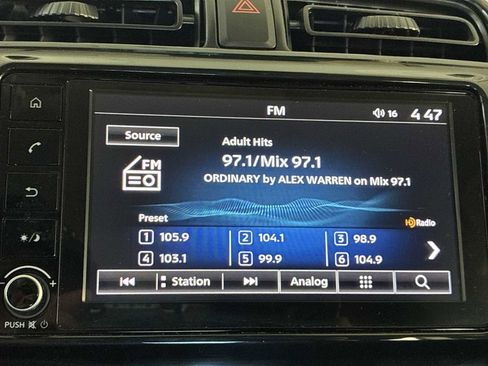 FM
16
4 47
Source
Adult Hits
97.1/Mix 97.1
FM
ORDINARY by ALEX WARREN on Mix 97.1
Preset
HD Radio
1 105.9 2 104.1 3 98.9
4 103.1 5 99.9 6 104.9
Station Analog
PUSH